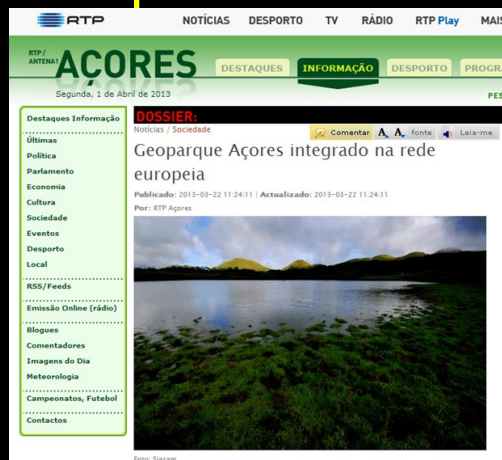 RTP NOTÍCIAS DESPORTO TV RÁDIO RTP Play MAIS
RTP /
ANTENA1 AÇORES
DESTAQUES INFORMAÇÃO DESPORTO PROGRA
Segunda, 1 de Abril de 2013
PES
Destaques Informação
Últimas
Política
Parlamento
Economia
Cultura
Sociedade
Eventos
Desporto
Local
RSS/Feeds
Emissão Online (rádio)
Blogues
Comentadores
Imagens do Dia
Meteorologia
Campeonatos, Futebol
Contactos
DOSSIER:
Notícias / Sociedade
Comentar A A fonte Leia-me
Geoparque Açores integrado na rede
europeia
Publicado: 2013-03-22 11:24:11 | Actualizado: 2013-03-22 11:24:11
Por: RTP Açores
Foto: Siaram